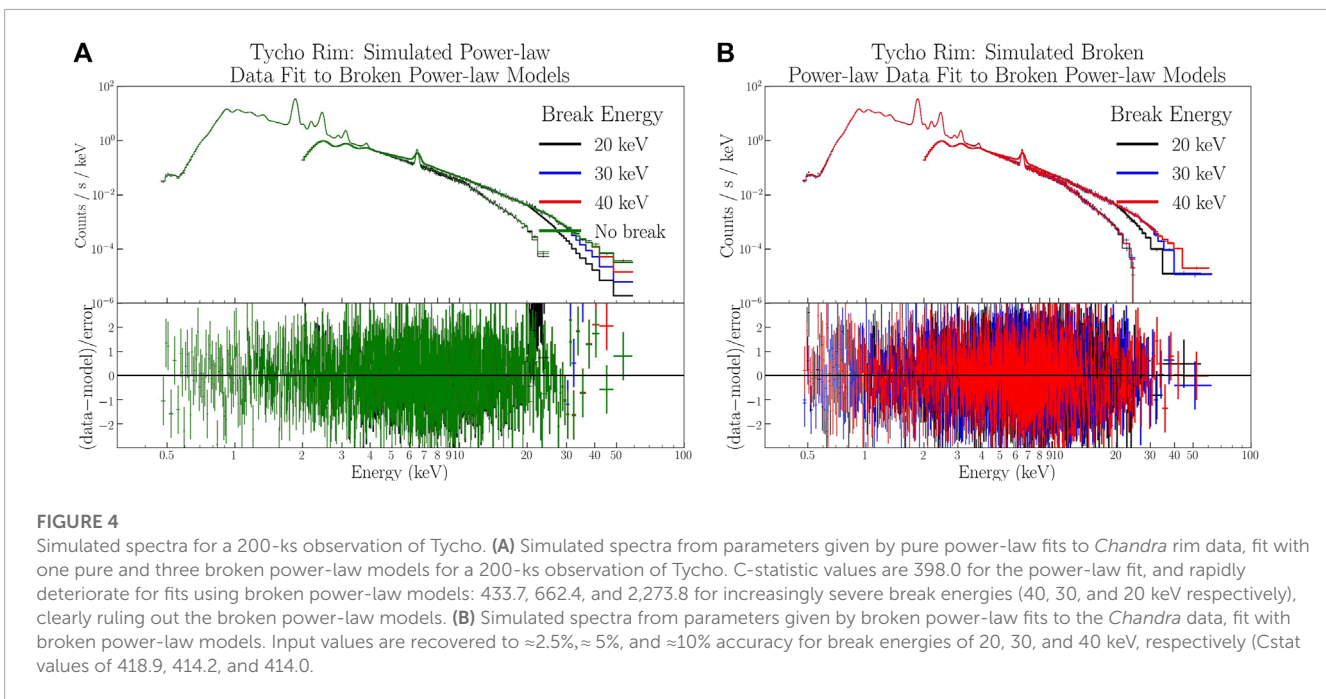 A
Tycho Rim: Simulated Power-law
Data Fit to Broken Power-law Models
Counts / s / keV
10²
10⁰
10⁻²
10⁻⁴
10⁻⁶
Break Energy
20 keV
30 keV
40 keV
No break
(data−model)/error
2
1
0
−1
−2
0.5 1 2 3 4 5 6 7 8 9 10 20 30 40 50 100
Energy (keV)
B
Tycho Rim: Simulated Broken
Power-law Data Fit to Broken Power-law Models
Counts / s / keV
10²
10⁰
10⁻²
10⁻⁴
10⁻⁶
Break Energy
20 keV
30 keV
40 keV
(data−model)/error
2
1
0
−1
−2
0.5 1 2 3 4 5 6 7 8 9 10 20 30 40 50 100
Energy (keV)
FIGURE 4
Simulated spectra for a 200-ks observation of Tycho. (A) Simulated spectra from parameters given by pure power-law fits to Chandra rim data, fit with
one pure and three broken power-law models for a 200-ks observation of Tycho. C-statistic values are 398.0 for the power-law fit, and rapidly
deteriorate for fits using broken power-law models: 433.7, 662.4, and 2,273.8 for increasingly severe break energies (40, 30, and 20 keV respectively),
clearly ruling out the broken power-law models. (B) Simulated spectra from parameters given by broken power-law fits to the Chandra data, fit with
broken power-law models. Input values are recovered to ≈2.5%,≈ 5%, and ≈10% accuracy for break energies of 20, 30, and 40 keV, respectively (Cstat
values of 418.9, 414.2, and 414.0.